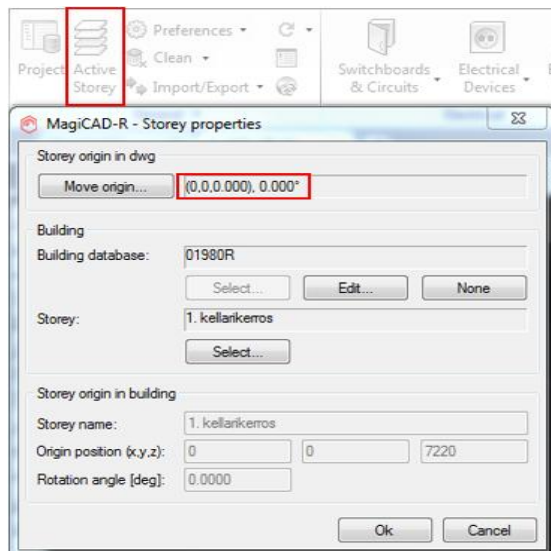 Preferences
Clean
Project Active Storey
Import/Export
Switchboards & Circuits
Electrical Devices
MagiCAD-R - Storey properties
Storey origin in dwg
Move origin... (0,0,0.000), 0.000°
Building
Building database: 01980R
Select... Edit... None
Storey: 1. kellarikerros
Select...
Storey origin in building
Storey name: 1. kellarikerros
Origin position (x,y,z): 0 0 7220
Rotation angle [deg]: 0.0000
Ok Cancel